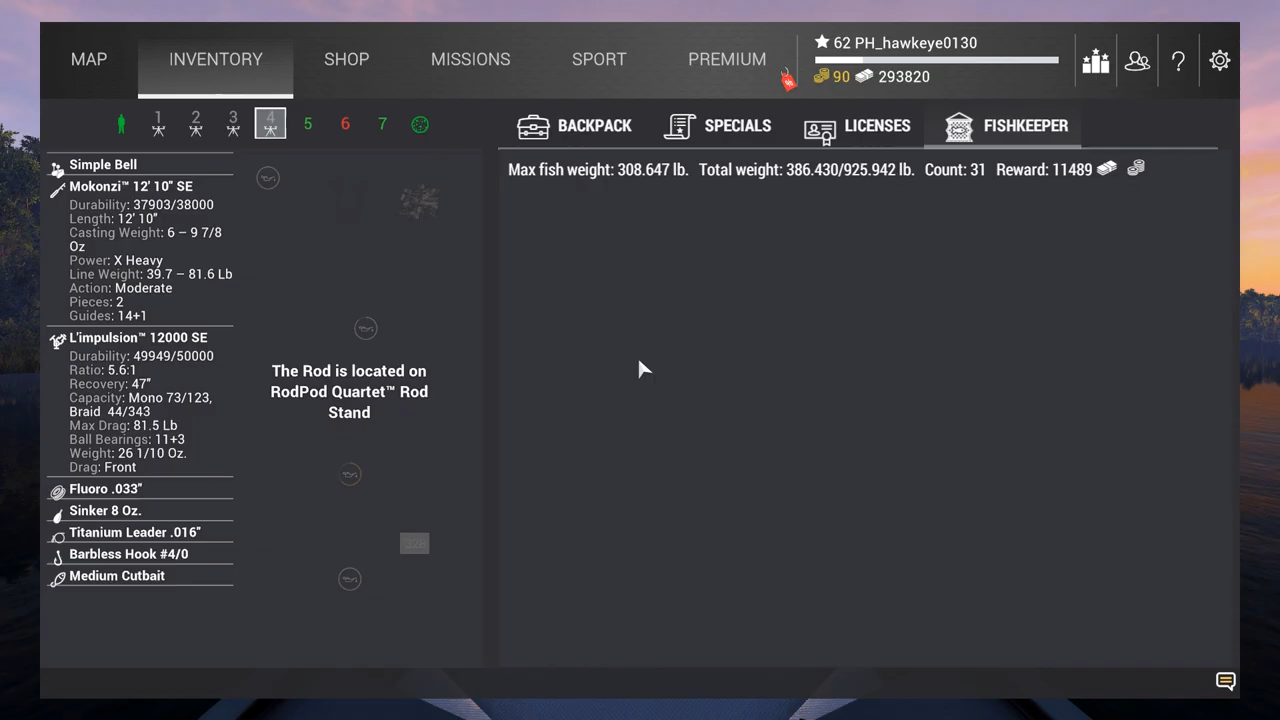 MAP
INVENTORY
SHOP
MISSIONS
SPORT
PREMIUM
62 PH_hawkeye0130
90 293820
?
1 2 3 4 5 6 7
BACKPACK
SPECIALS
LICENSES
FISHKEEPER
Max fish weight: 308.647 lb. Total weight: 386.430/925.942 lb. Count: 31 Reward: 11489
Simple Bell
Mokonzi™ 12' 10" SE
Durability: 37903/38000
Length: 12' 10"
Casting Weight: 6 – 9 7/8
Oz
Power: X Heavy
Line Weight: 39.7 – 81.6 Lb
Action: Moderate
Pieces: 2
Guides: 14+1
L'impulsion™ 12000 SE
Durability: 49949/50000
Ratio: 5.6:1
Recovery: 47"
Capacity: Mono 73/123,
Braid 44/343
Max Drag: 81.5 Lb
Ball Bearings: 11+3
Weight: 26 1/10 Oz.
Drag: Front
Fluoro .033"
Sinker 8 Oz.
Titanium Leader .016"
Barbless Hook #4/0
Medium Cutbait
The Rod is located on
RodPod Quartet™ Rod
Stand